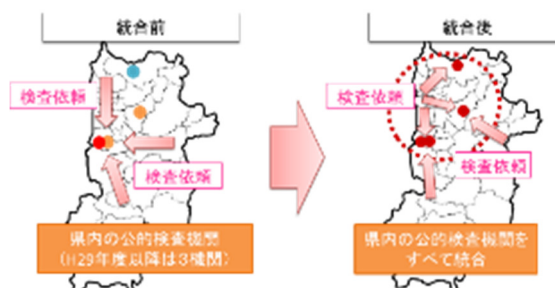 統合前
統合後
検査依頼
検査依頼
検査依頼
検査依頼
県内の公的検査機関
(H29年度以降は3機関)
県内の公的検査機関を
すべて統合